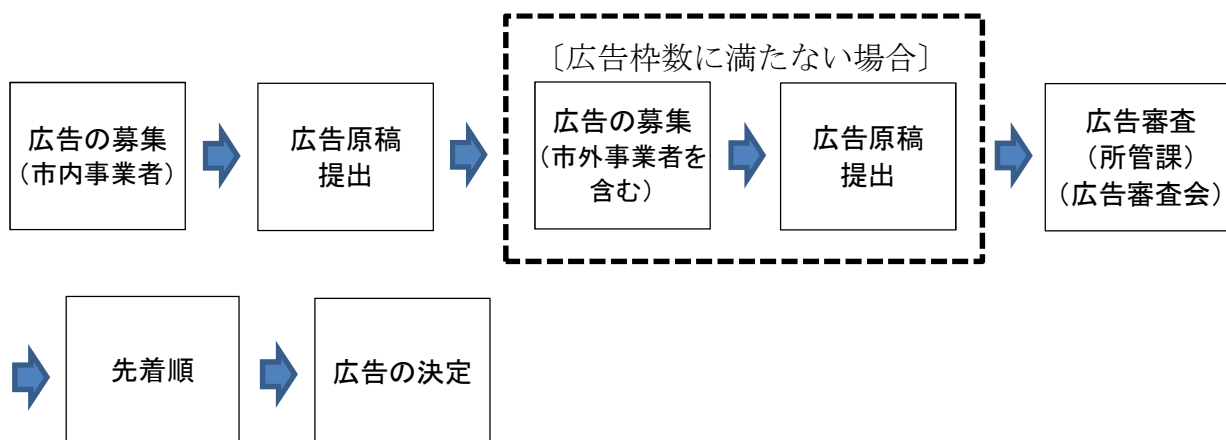 〔広告枠数に満たない場合〕
広告の募集
（市内事業者）
広告原稿
提出
広告の募集
（市外事業者を
含む）
広告原稿
提出
広告審査
（所管課）
（広告審査会）
先着順
広告の決定